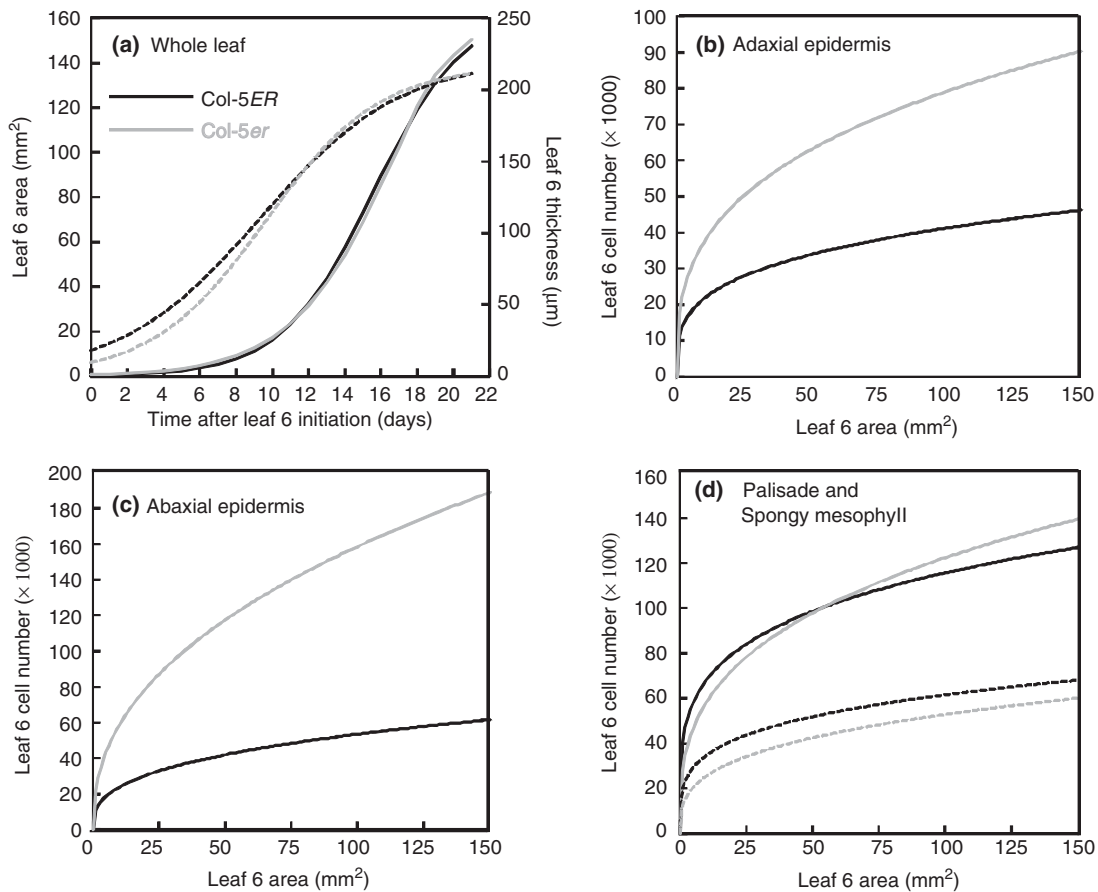 (a) Whole leaf
Col-5ER
Col-5er
Leaf 6 area (mm²)
160
140
120
100
80
60
40
20
0
250
200
150
100
50
0
Leaf 6 thickness (μm)
0 2 4 6 8 10 12 14 16 18 20 22
Time after leaf 6 initiation (days)
(b) Adaxial epidermis
Leaf 6 cell number (× 1000)
100
90
80
70
60
50
40
30
20
10
0
0 25 50 75 100 125 150
Leaf 6 area (mm²)
(c) Abaxial epidermis
Leaf 6 cell number (× 1000)
200
180
160
140
120
100
80
60
40
20
0
0 25 50 75 100 125 150
Leaf 6 area (mm²)
(d) Palisade and
Spongy mesophyII
Leaf 6 cell number (× 1000)
160
140
120
100
80
60
40
20
0
0 25 50 75 100 125 150
Leaf 6 area (mm²)